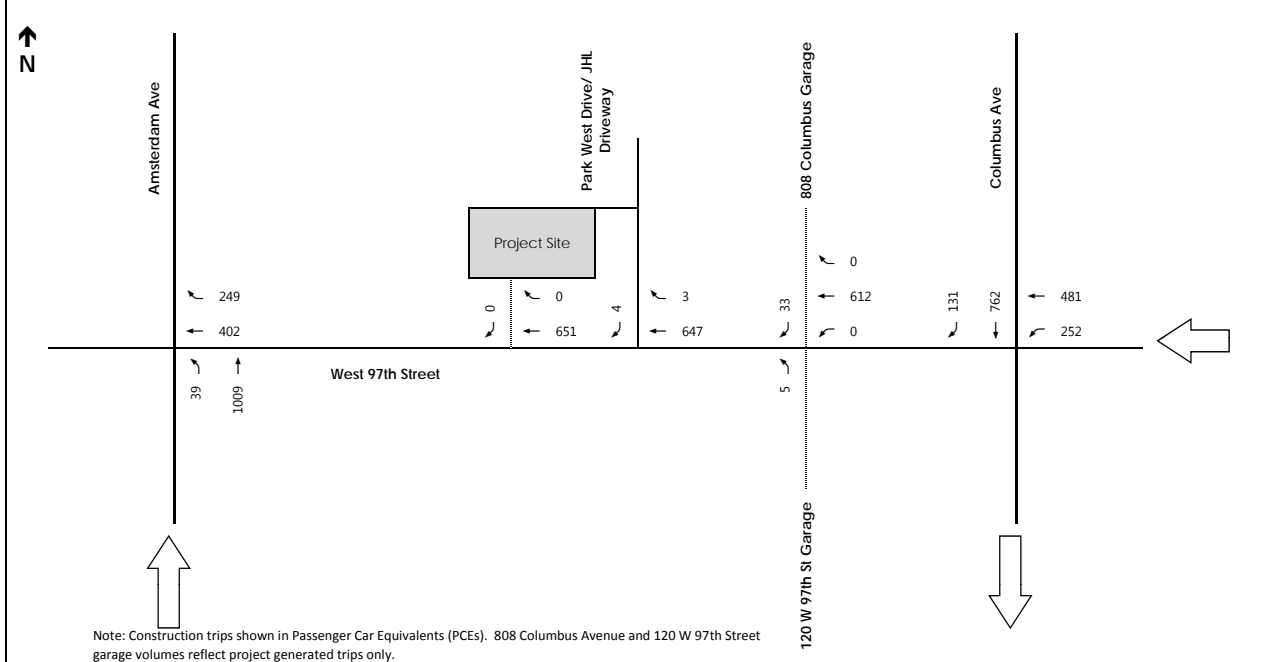 N
Amsterdam Ave
Park West Drive/ JHL
Driveway
808 Columbus Garage
Columbus Ave
Project Site
0
249
0
0
4
3
33
612
131
762
481
402
651
647
0
252
39
1009
West 97th Street
5
120 W 97th St Garage
Note: Construction trips shown in Passenger Car Equivalents (PCEs). 808 Columbus Avenue and 120 W 97th Street
garage volumes reflect project generated trips only.